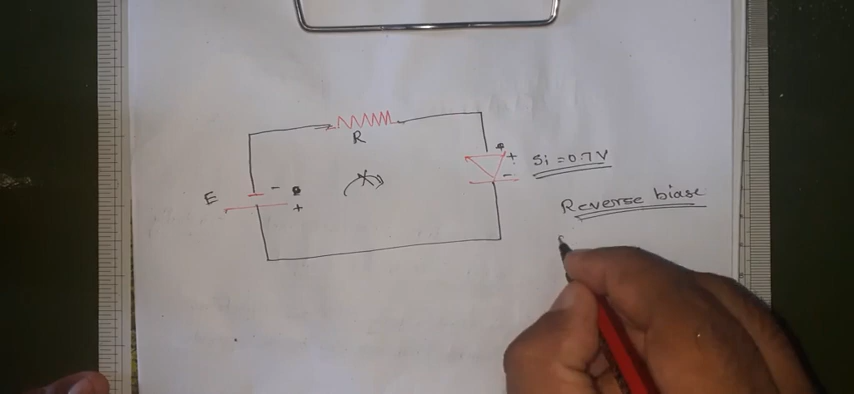 R
Si = 0.7V
+
-
E
-
+
Reverse biase